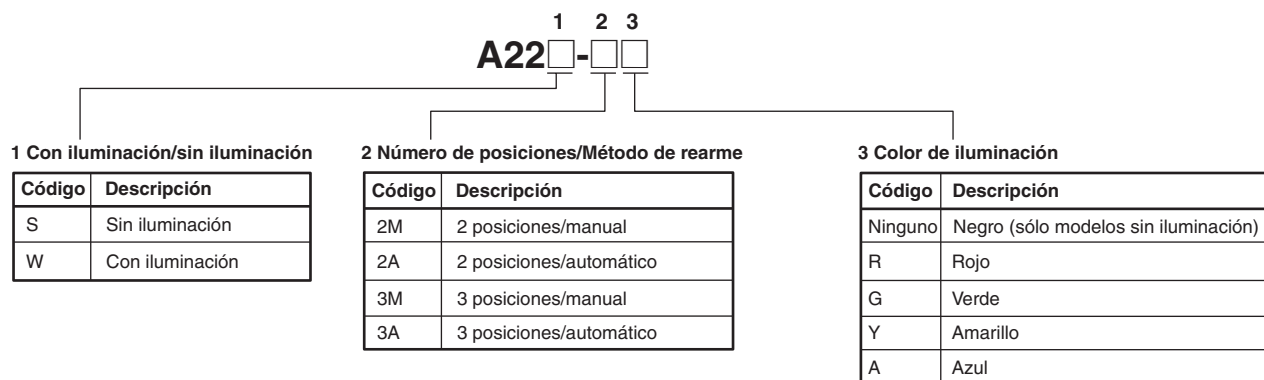 1 2 3
A22□-□□
1 Con iluminación/sin iluminación
Código Descripción
S Sin iluminación
W Con iluminación
2 Número de posiciones/Método de rearme
Código Descripción
2M 2 posiciones/manual
2A 2 posiciones/automático
3M 3 posiciones/manual
3A 3 posiciones/automático
3 Color de iluminación
Código Descripción
Ninguno Negro (sólo modelos sin iluminación)
R Rojo
G Verde
Y Amarillo
A Azul